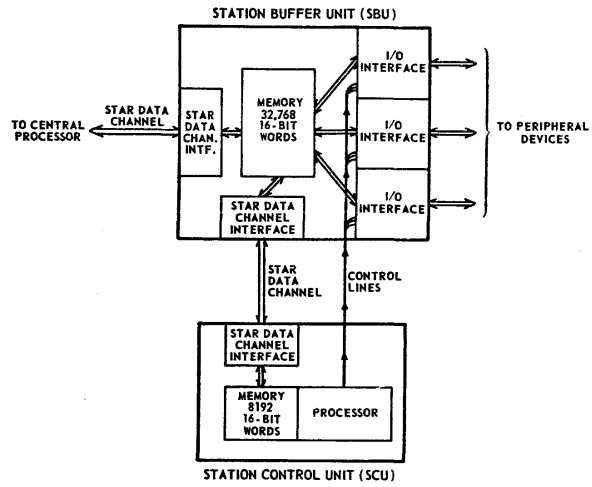 STATION BUFFER UNIT (SBU)
I/O
INTERFACE
STAR DATA
CHANNEL
TO CENTRAL
PROCESSOR
STAR
DATA
CHAN.
INTF.
MEMORY
32,768
16-BIT
WORDS
I/O
INTERFACE
TO PERIPHERAL
DEVICES
I/O
INTERFACE
STAR DATA
CHANNEL
INTERFACE
STAR
DATA
CHANNEL
CONTROL
LINES
STAR DATA
CHANNEL
INTERFACE
MEMORY
8192
16-BIT
WORDS
PROCESSOR
STATION CONTROL UNIT (SCU)